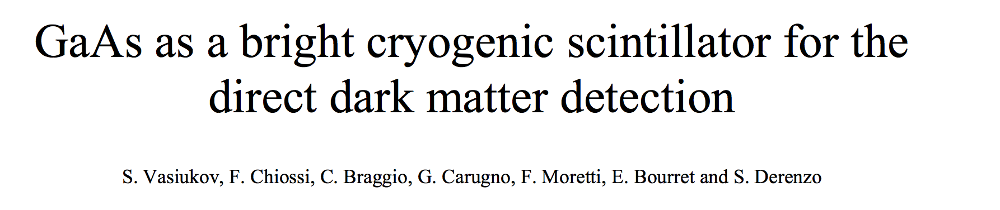 GaAs as a bright cryogenic scintillator for the
direct dark matter detection
S. Vasiukov, F. Chiossi, C. Braggio, G. Carugno, F. Moretti, E. Bourret and S. Derenzo